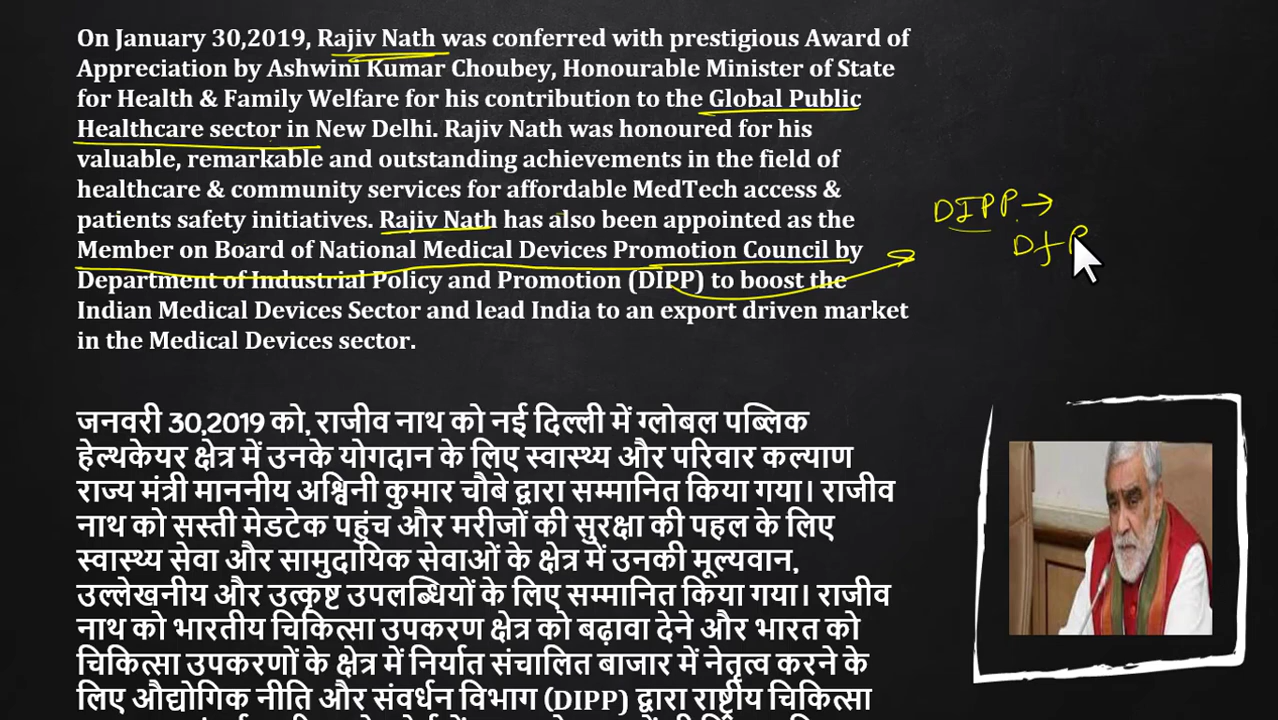 On January 30,2019, Rajiv Nath was conferred with prestigious Award of
Appreciation by Ashwini Kumar Choubey, Honourable Minister of State
for Health & Family Welfare for his contribution to the Global Public
Healthcare sector in New Delhi. Rajiv Nath was honoured for his
valuable, remarkable and outstanding achievements in the field of
healthcare & community services for affordable MedTech access &
patients safety initiatives. Rajiv Nath has also been appointed as the
Member on Board of National Medical Devices Promotion Council by
Department of Industrial Policy and Promotion (DIPP) to boost the
Indian Medical Devices Sector and lead India to an export driven market
in the Medical Devices sector.
DIPP →
D f P
जनवरी 30,2019 को, राजीव नाथ को नई दिल्ली में ग्लोबल पब्लिक
हेल्थकेयर क्षेत्र में उनके योगदान के लिए स्वास्थ्य और परिवार कल्याण
राज्य मंत्री माननीय अश्विनी कुमार चौबे द्वारा सम्मानित किया गया। राजीव
नाथ को सस्ती मेडटेक पहुंच और मरीजों की सुरक्षा की पहल के लिए
स्वास्थ्य सेवा और सामुदायिक सेवाओं के क्षेत्र में उनकी मूल्यवान,
उल्लेखनीय और उत्कृष्ट उपलब्धियों के लिए सम्मानित किया गया। राजीव
नाथ को भारतीय चिकित्सा उपकरण क्षेत्र को बढ़ावा देने और भारत को
चिकित्सा उपकरणों के क्षेत्र में निर्यात संचालित बाजार में नेतृत्व करने के
लिए औद्योगिक नीति और संवर्धन विभाग (DIPP) द्वारा राष्ट्रीय चिकित्सा